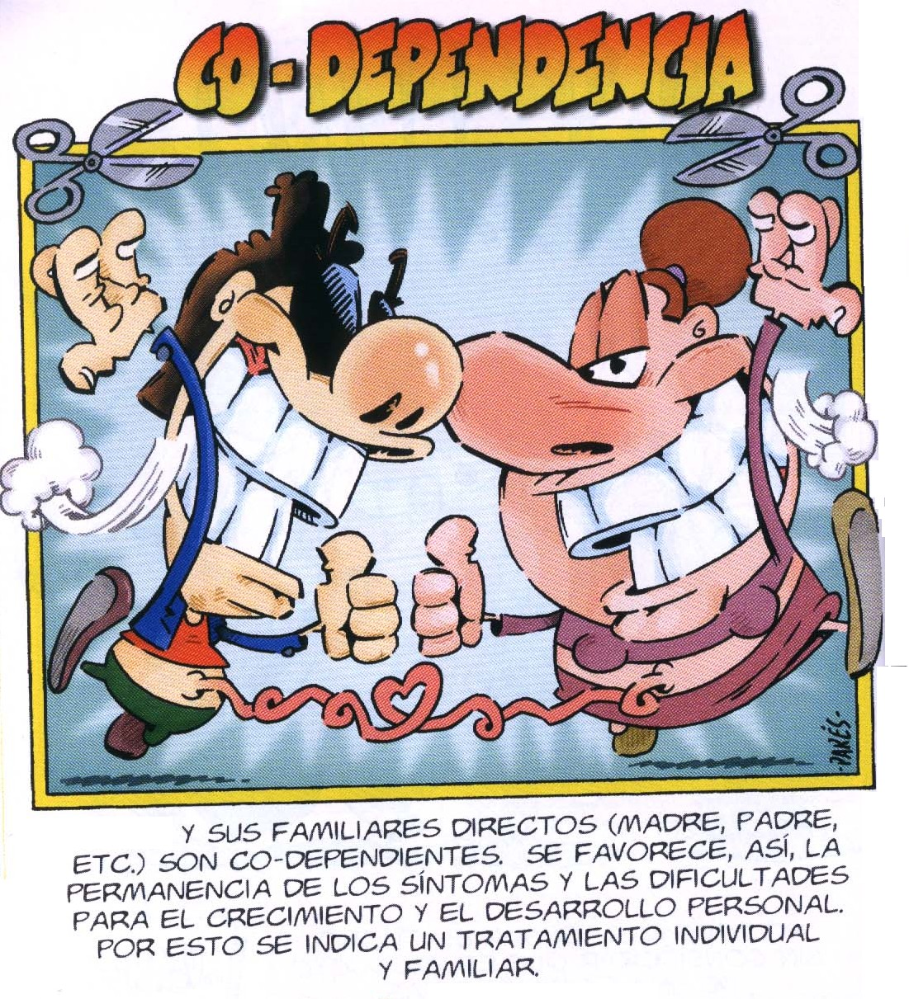 CO-DEPENDENCIA
-PANÉS-
Y SUS FAMILIARES DIRECTOS (MADRE, PADRE,
ETC.) SON CO-DEPENDIENTES. SE FAVORECE, ASÍ, LA
PERMANENCIA DE LOS SÍNTOMAS Y LAS DIFICULTADES
PARA EL CRECIMIENTO Y EL DESARROLLO PERSONAL.
POR ESTO SE INDICA UN TRATAMIENTO INDIVIDUAL
Y FAMILIAR.